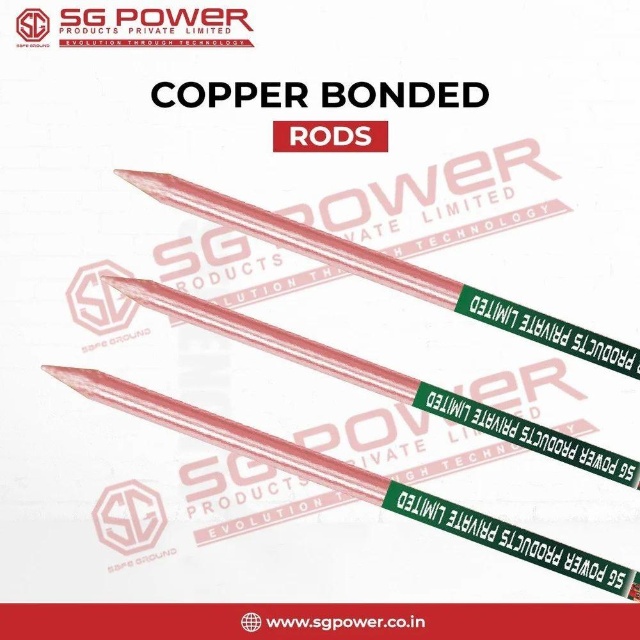 SG POWER
PRODUCTS PRIVATE LIMITED
EVOLUTION THROUGH TECHNOLOGY
SG
SAFE GROUND
COPPER BONDED
RODS
SG POWER
PRODUCTS PRIVATE LIMITED
EVOLUTION THROUGH TECHNOLOGY
SG
SAFE GROUND
R PRODUCTS PRIVATE LIMITED
SG POWER PRODUCTS PRIVATE LIMITED
SG POWER
PRODUCTS PRIVATE LIMITED
EVOLUTION THROUGH TECHNOLOGY
SG
SAFE GROUND
SG POWER PRODUCTS PRIVATE LIMITED
www.sgpower.co.in